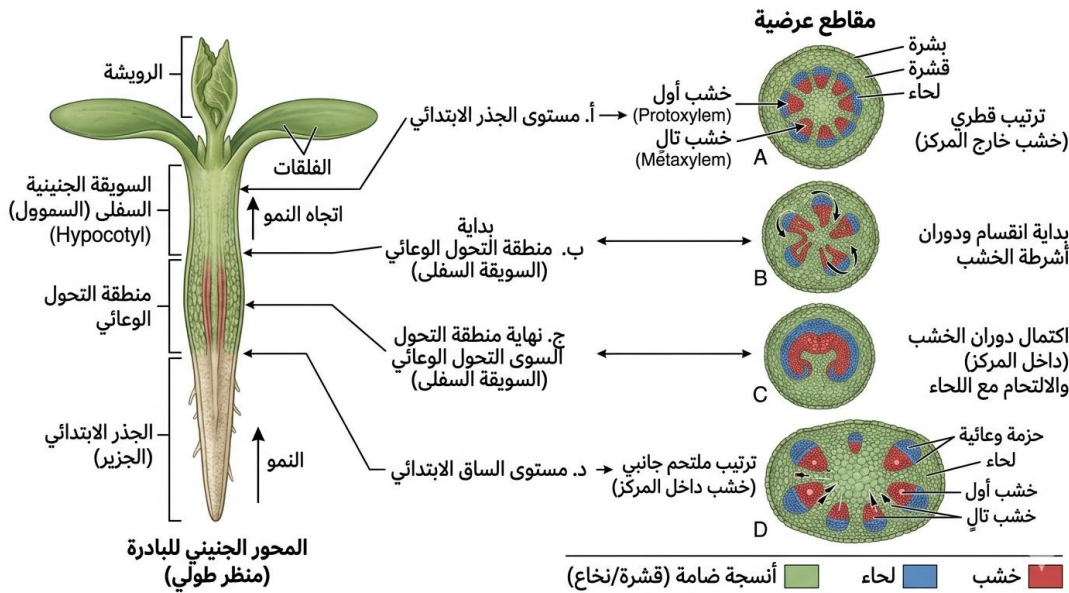 مقاطع عرضية
الرويشة
الفلقات
السويقة الجنينية
السفلى (السموول)
(Hypocotyl)
اتجاه النمو
منطقة التحول
الوعائي
الجذر الابتدائي
(الجزير)
النمو
المحور الجنيني للبادرة
(منظر طولي)
أ. مستوى الجذر الابتدائي
بداية
ب. منطقة التحول الوعائي
(السويقة السفلى)
ج. نهاية منطقة التحول
السوى التحول الوعائي
(السويقة السفلى)
د. مستوى الساق الابتدائي
بشرة
قشرة
لحاء
خشب أول
(Protoxylem)
خشب تالٍ
(Metaxylem)
A
ترتيب قطري
(خشب خارج المركز)
B
بداية انقسام ودوران
أشرطة الخشب
C
اكتمال دوران الخشب
(داخل المركز)
والالتحام مع اللحاء
ترتيب ملتحم جانبي
(خشب داخل المركز)
D
حزمة وعائية
لحاء
خشب أول
خشب تالٍ
خشب
لحاء
أنسجة ضامة (قشرة/نخاع)